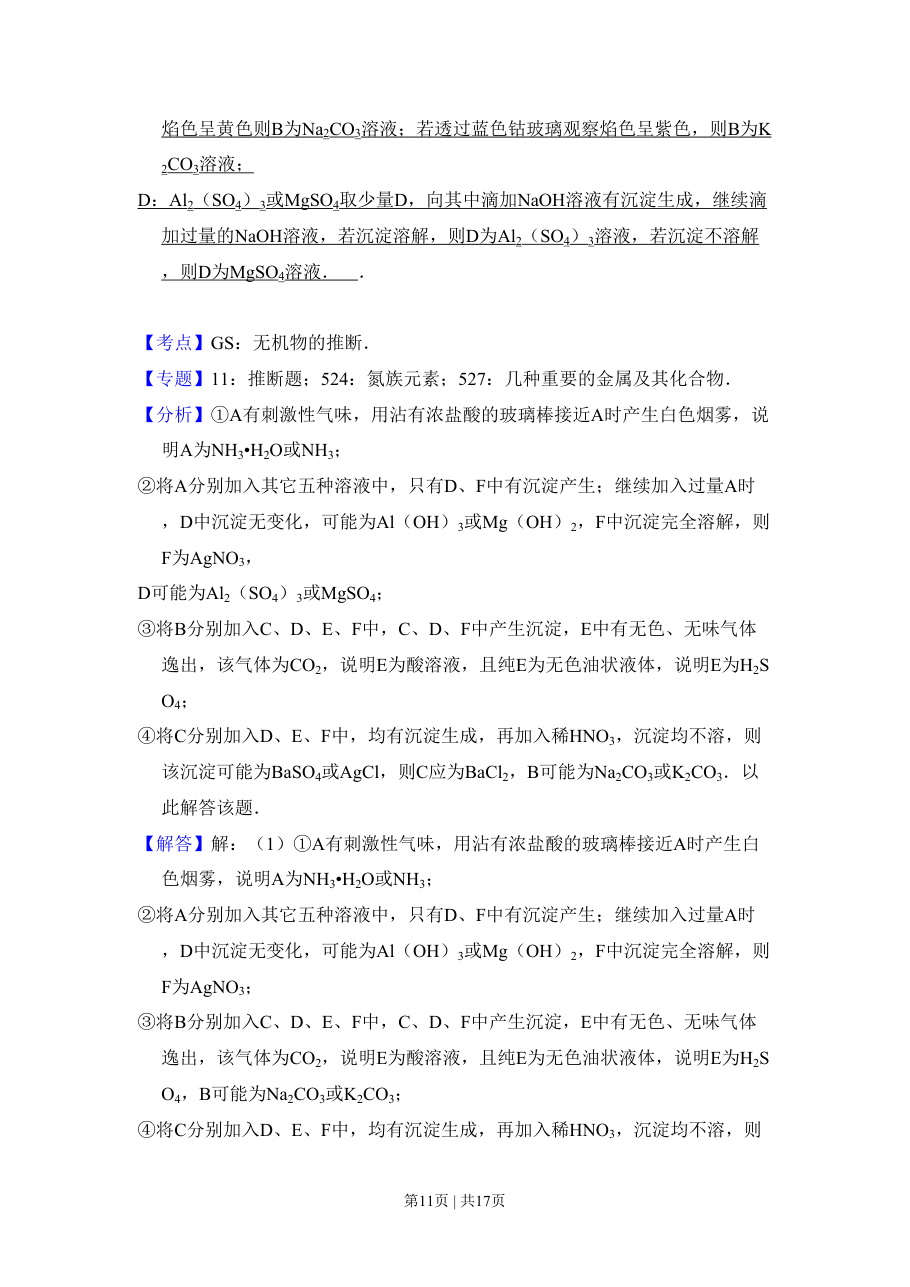 焰色呈黄色则B为Na₂CO₃溶液；若透过蓝色钴玻璃观察焰色呈紫色，则B为K
₂CO₃溶液；
D：Al₂（SO₄）₃或MgSO₄取少量D，向其中滴加NaOH溶液有沉淀生成，继续滴
加过量的NaOH溶液，若沉淀溶解，则D为Al₂（SO₄）₃溶液，若沉淀不溶解
，则D为MgSO₄溶液．　．
【考点】GS：无机物的推断．
【专题】11：推断题；524：氮族元素；527：几种重要的金属及其化合物．
【分析】①A有刺激性气味，用沾有浓盐酸的玻璃棒接近A时产生白色烟雾，说
明A为NH₃•H₂O或NH₃；
②将A分别加入其它五种溶液中，只有D、F中有沉淀产生；继续加入过量A时
，D中沉淀无变化，可能为Al（OH）₃或Mg（OH）₂，F中沉淀完全溶解，则
F为AgNO₃，
D可能为Al₂（SO₄）₃或MgSO₄；
③将B分别加入C、D、E、F中，C、D、F中产生沉淀，E中有无色、无味气体
逸出，该气体为CO₂，说明E为酸溶液，且纯E为无色油状液体，说明E为H₂S
O₄；
④将C分别加入D、E、F中，均有沉淀生成，再加入稀HNO₃，沉淀均不溶，则
该沉淀可能为BaSO₄或AgCl，则C应为BaCl₂，B可能为Na₂CO₃或K₂CO₃．以
此解答该题．
【解答】解：（1）①A有刺激性气味，用沾有浓盐酸的玻璃棒接近A时产生白
色烟雾，说明A为NH₃•H₂O或NH₃；
②将A分别加入其它五种溶液中，只有D、F中有沉淀产生；继续加入过量A时
，D中沉淀无变化，可能为Al（OH）₃或Mg（OH）₂，F中沉淀完全溶解，则
F为AgNO₃；
③将B分别加入C、D、E、F中，C、D、F中产生沉淀，E中有无色、无味气体
逸出，该气体为CO₂，说明E为酸溶液，且纯E为无色油状液体，说明E为H₂S
O₄，B可能为Na₂CO₃或K₂CO₃；
④将C分别加入D、E、F中，均有沉淀生成，再加入稀HNO₃，沉淀均不溶，则
第11页 | 共17页